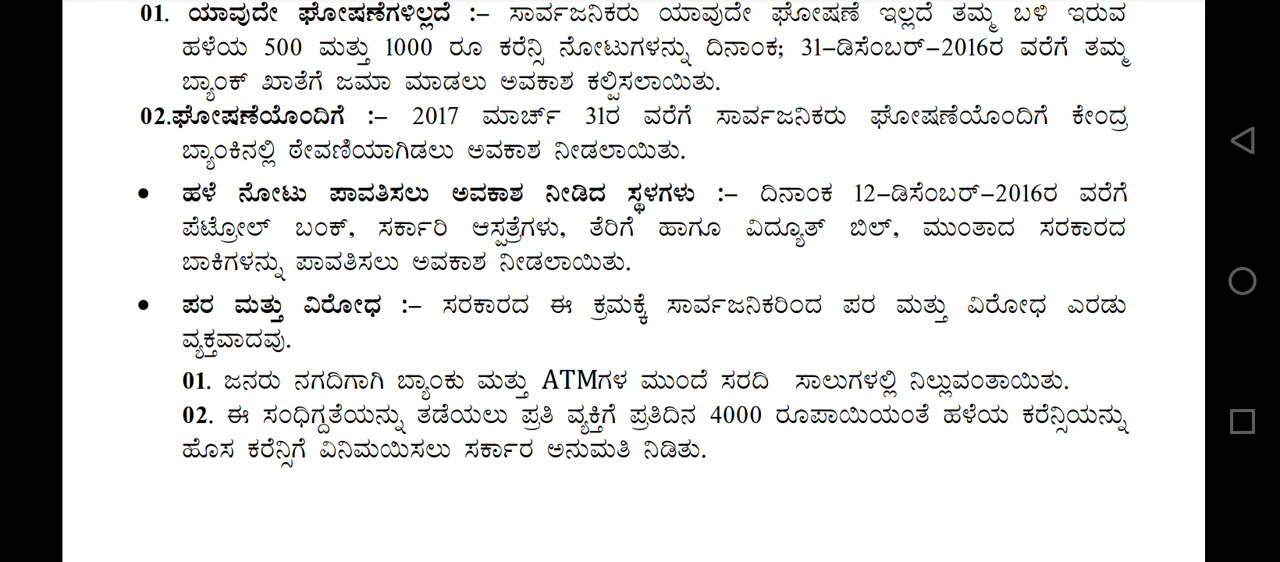 01. ಯಾವುದೇ ಘೋಷಣೆಗಳಿಲ್ಲದೆ :– ಸಾರ್ವಜನಿಕರು ಯಾವುದೇ ಘೋಷಣೆ ಇಲ್ಲದೆ ತಮ್ಮ ಬಳಿ ಇರುವ
ಹಳೆಯ 500 ಮತ್ತು 1000 ರೂ ಕರೆನ್ಸಿ ನೋಟುಗಳನ್ನು ದಿನಾಂಕ; 31–ಡಿಸೆಂಬರ್–2016ರ ವರೆಗೆ ತಮ್ಮ
ಬ್ಯಾಂಕ್ ಖಾತೆಗೆ ಜಮಾ ಮಾಡಲು ಅವಕಾಶ ಕಲ್ಪಿಸಲಾಯಿತು.
02.ಘೋಷಣೆಯೊಂದಿಗೆ :– 2017 ಮಾರ್ಚ್ 31ರ ವರೆಗೆ ಸಾರ್ವಜನಿಕರು ಘೋಷಣೆಯೊಂದಿಗೆ ಕೇಂದ್ರ
ಬ್ಯಾಂಕಿನಲ್ಲಿ ಠೇವಣಿಯಾಗಿಡಲು ಅವಕಾಶ ನೀಡಲಾಯಿತು.
• ಹಳೆ ನೋಟು ಪಾವತಿಸಲು ಅವಕಾಶ ನೀಡಿದ ಸ್ಥಳಗಳು :– ದಿನಾಂಕ 12–ಡಿಸೆಂಬರ್–2016ರ ವರೆಗೆ
ಪೆಟ್ರೋಲ್ ಬಂಕ್, ಸರ್ಕಾರಿ ಆಸ್ಪತ್ರೆಗಳು, ತೆರಿಗೆ ಹಾಗೂ ವಿದ್ಯೂತ್ ಬಿಲ್, ಮುಂತಾದ ಸರಕಾರದ
ಬಾಕಿಗಳನ್ನು ಪಾವತಿಸಲು ಅವಕಾಶ ನೀಡಲಾಯಿತು.
• ಪರ ಮತ್ತು ವಿರೋಧ :– ಸರಕಾರದ ಈ ಕ್ರಮಕ್ಕೆ ಸಾರ್ವಜನಿಕರಿಂದ ಪರ ಮತ್ತು ವಿರೋಧ ಎರಡು
ವ್ಯಕ್ತವಾದವು.
01. ಜನರು ನಗದಿಗಾಗಿ ಬ್ಯಾಂಕು ಮತ್ತು ATMಗಳ ಮುಂದೆ ಸರದಿ ಸಾಲುಗಳಲ್ಲಿ ನಿಲ್ಲುವಂತಾಯಿತು.
02. ಈ ಸಂಧಿಗ್ದತೆಯನ್ನು ತಡೆಯಲು ಪ್ರತಿ ವ್ಯಕ್ತಿಗೆ ಪ್ರತಿದಿನ 4000 ರೂಪಾಯಿಯಂತೆ ಹಳೆಯ ಕರೆನ್ಸಿಯನ್ನು
ಹೊಸ ಕರೆನ್ಸಿಗೆ ವಿನಿಮಯಿಸಲು ಸರ್ಕಾರ ಅನುಮತಿ ನಿಡಿತು.